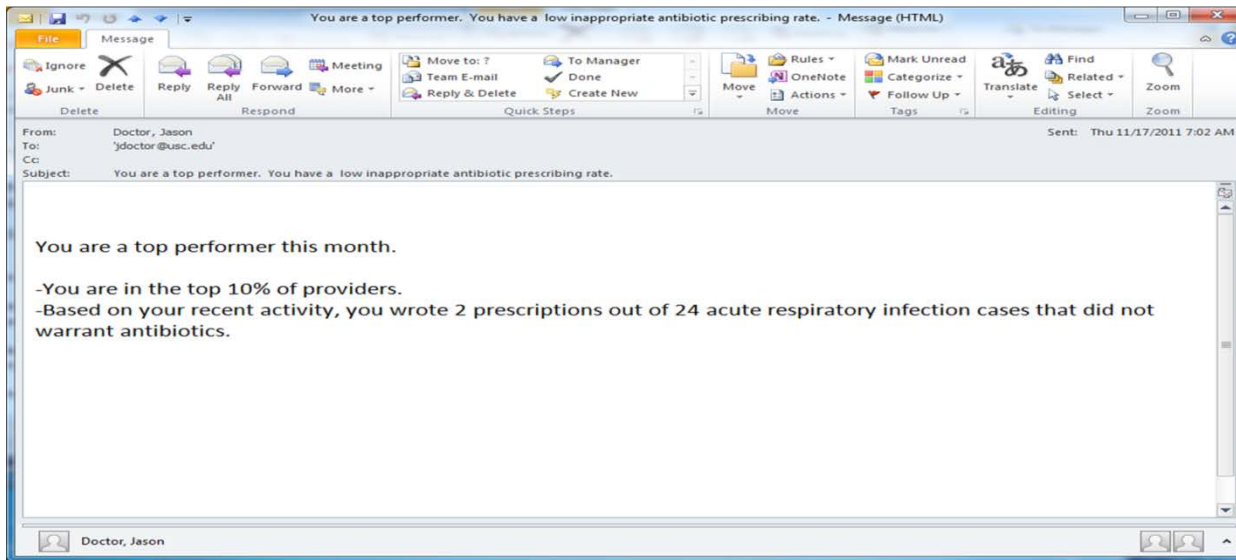 You are a top performer. You have a low inappropriate antibiotic prescribing rate. - Message (HTML)
File Message
Ignore
Junk
Delete
Reply
Reply All
Forward
Meeting
More
Move to: ?
Team E-mail
Reply & Delete
To Manager
Done
Create New
Move
Rules
OneNote
Actions
Mark Unread
Categorize
Follow Up
Translate
Find
Related
Select
Zoom
Delete Respond Quick Steps Move Tags Editing Zoom
From: Doctor, Jason Sent: Thu 11/17/2011 7:02 AM
To: 'jdoctor@usc.edu'
Cc:
Subject: You are a top performer. You have a low inappropriate antibiotic prescribing rate.
You are a top performer this month.
-You are in the top 10% of providers.
-Based on your recent activity, you wrote 2 prescriptions out of 24 acute respiratory infection cases that did not
warrant antibiotics.
Doctor, Jason